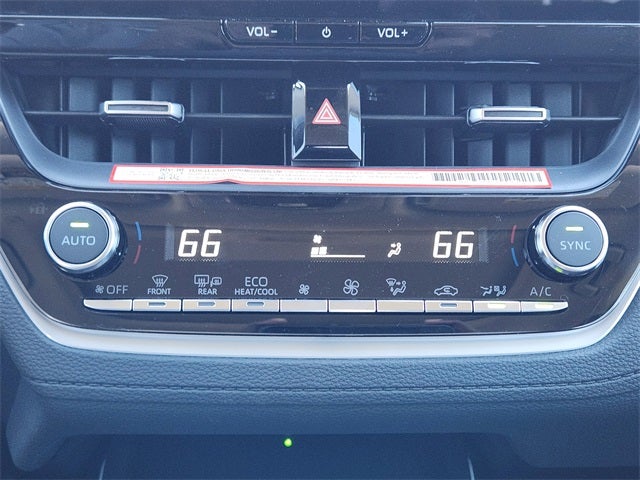 VOL− VOL+
AUTO 66 66 SYNC
OFF FRONT REAR ECO HEAT/COOL A/C